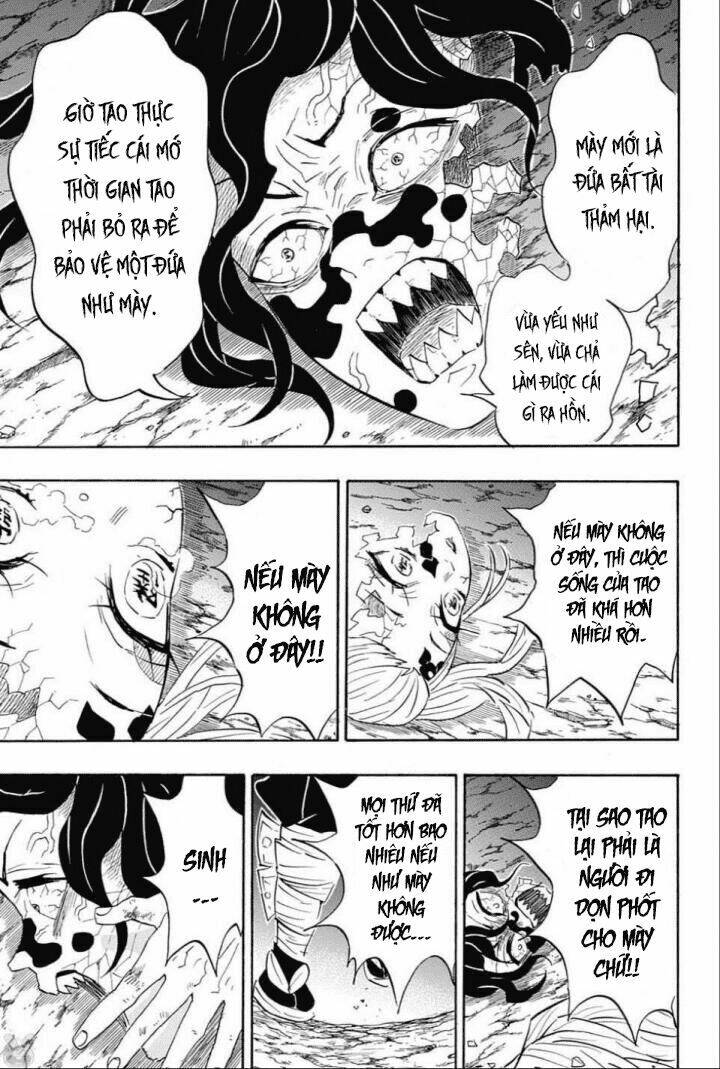 MÀY MỚI LÀ
ĐỨA BẤT TÀI
THẢM HẠI.
VỪA YẾU NHƯ
SÊN, VỪA CHẢ
LÀM ĐƯỢC CÁI
GÌ RA HỒN.
GIỜ TAO THỰC
SỰ TIẾC CÁI MỚ
THỜI GIAN TAO
PHẢI BỎ RA ĐỂ
BẢO VỆ MỘT ĐỨA
NHƯ MÀY.
NẾU MÀY KHÔNG
Ở ĐÂY, THÌ CUỘC
SỐNG CỦA TAO
ĐÃ KHÁ HƠN
NHIỀU RỒI..
NẾU MÀY
KHÔNG
Ở ĐÂY!!
TẠI SAO TAO
LẠI PHẢI LÀ
NGƯỜI ĐI
DỌN PHỐT
CHO MÀY
CHỨ!!
MỌI THỨ ĐÃ
TỐT HƠN BAO
NHIÊU NẾU
NHƯ MÀY
KHÔNG
ĐƯỢC....
SINH
...